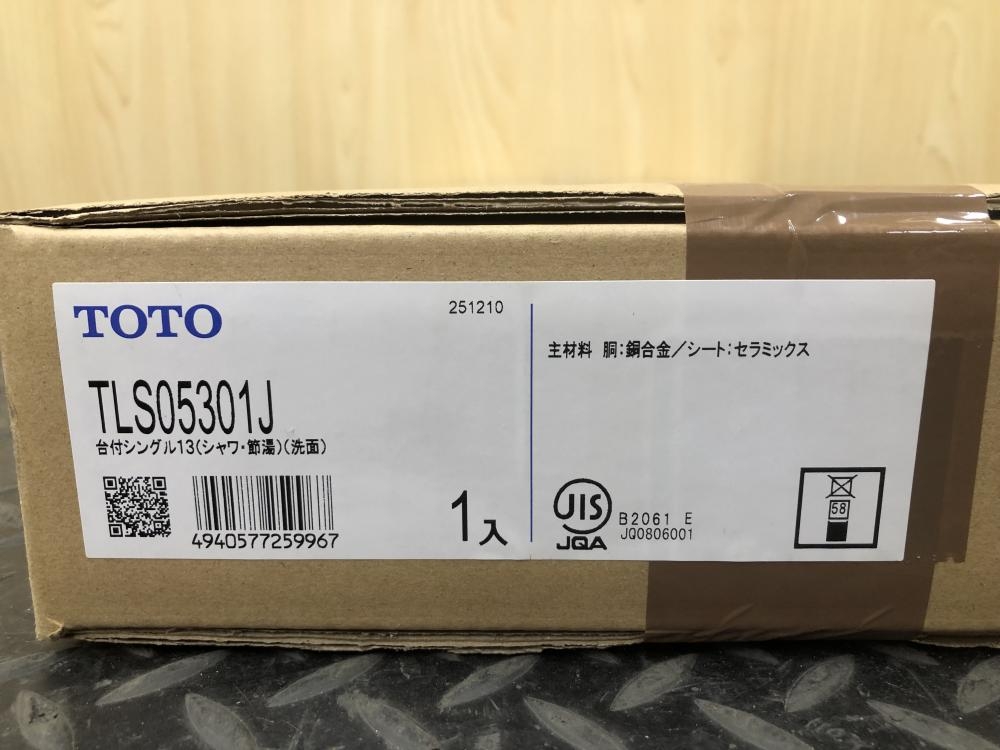 TOTO
251210
TLS05301J
台付シングル13(シャワ・節湯)(洗面)
4940577259967
1入
主材料 胴:銅合金/シート:セラミックス
JIS
JQA
B2061 E
JQ0806001
58